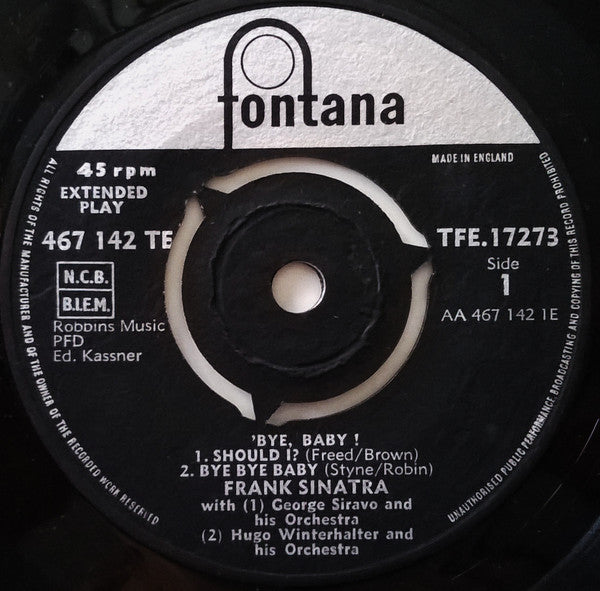 fontana
45 rpm
EXTENDED
PLAY
MADE IN ENGLAND
467 142 TE
TFE.17273
N.C.B.
B.I.E.M.
Side
1
AA 467 142 1E
Robbins Music
PFD
Ed. Kassner
'BYE, BABY !
1. SHOULD I? (Freed/Brown)
2. BYE BYE BABY (Styne/Robin)
FRANK SINATRA
with (1) George Siravo and
his Orchestra
(2) Hugo Winterhalter and
his Orchestra
ALL RIGHTS OF THE MANUFACTURER AND OF THE OWNER OF THE RECORDED WORK RESERVED
UNAUTHORISED PUBLIC PERFORMANCE BROADCASTING AND COPYING OF THIS RECORD PROHIBITED